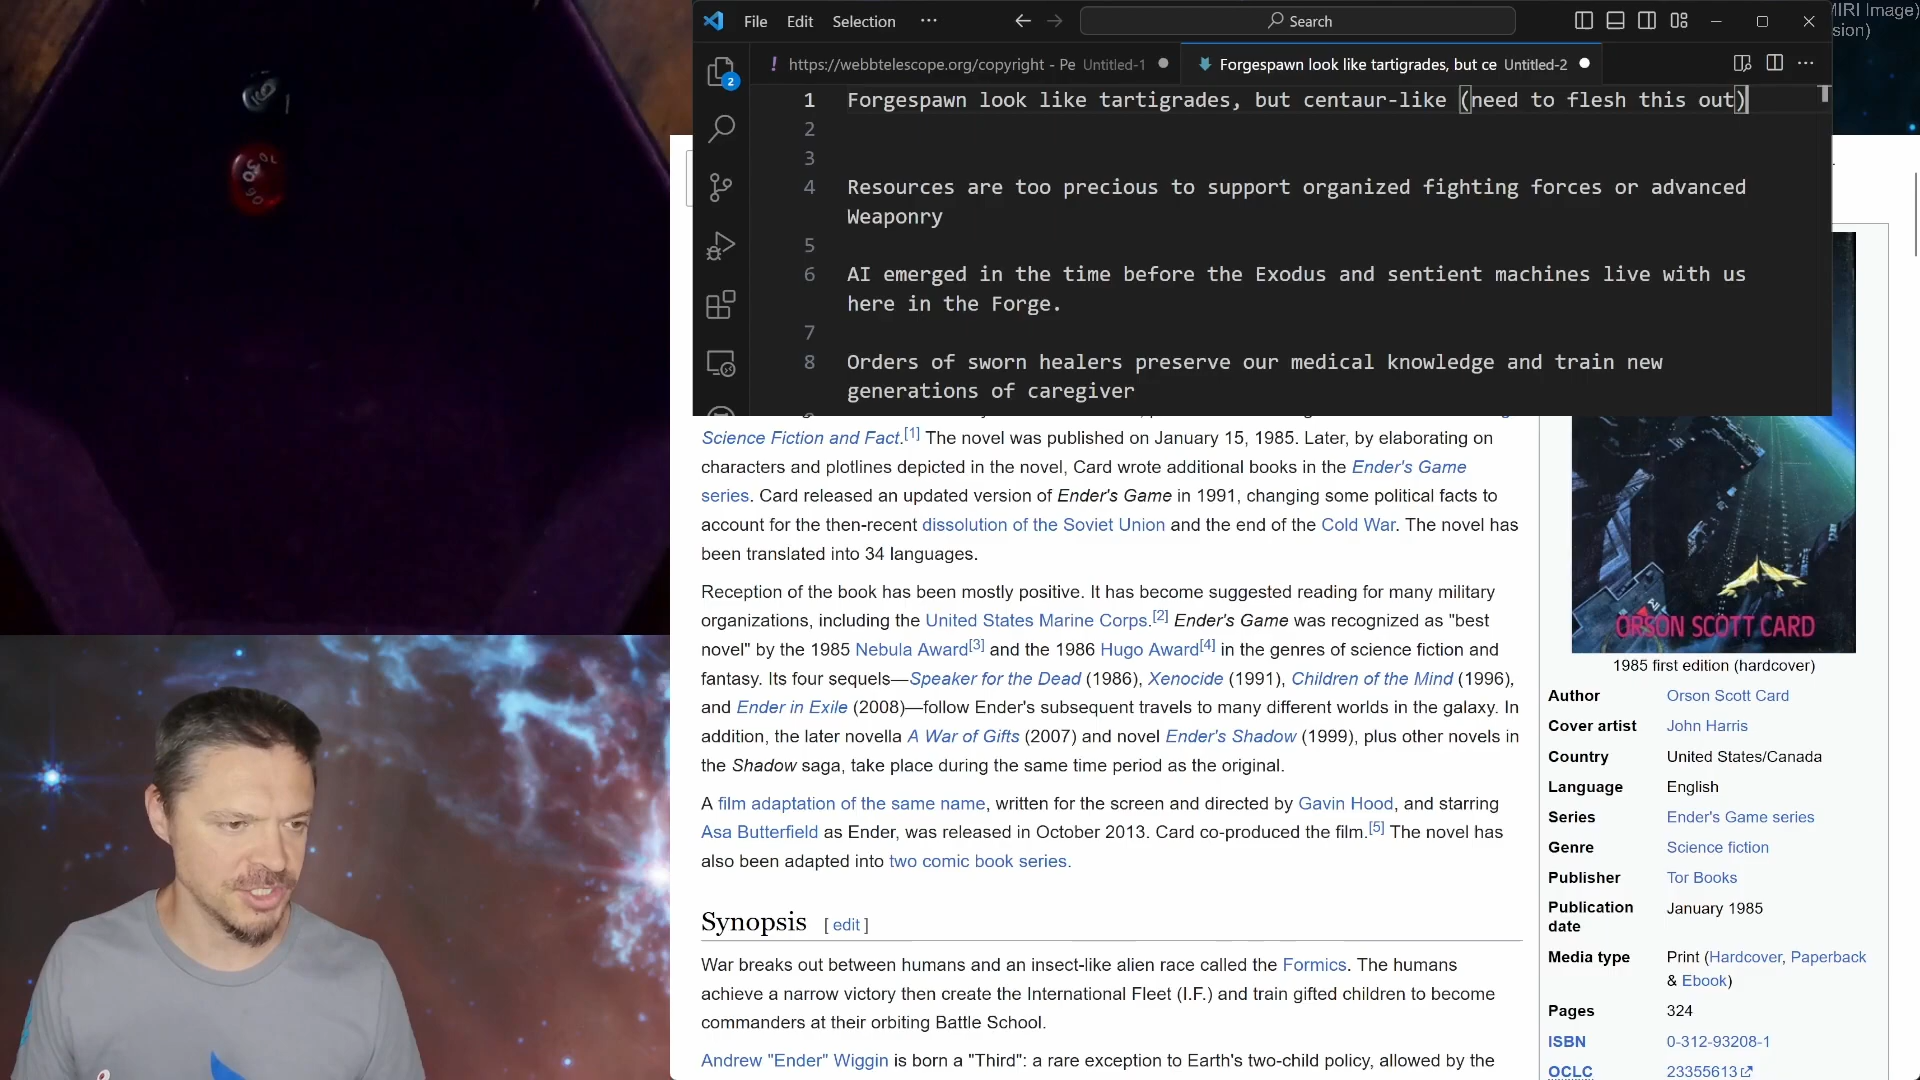 File Edit Selection ··· Search
MIRI Image)
sion)
https://webbtelescope.org/copyright - Pe Untitled-1
Forgespawn look like tartigrades, but ce Untitled-2
2
1 Forgespawn look like tartigrades, but centaur-like (need to flesh this out)
2
3
4 Resources are too precious to support organized fighting forces or advanced
Weaponry
5
6 AI emerged in the time before the Exodus and sentient machines live with us
here in the Forge.
7
8 Orders of sworn healers preserve our medical knowledge and train new
generations of caregiver
Science Fiction and Fact.[1] The novel was published on January 15, 1985. Later, by elaborating on
characters and plotlines depicted in the novel, Card wrote additional books in the Ender's Game
series. Card released an updated version of Ender's Game in 1991, changing some political facts to
account for the then-recent dissolution of the Soviet Union and the end of the Cold War. The novel has
been translated into 34 languages.
Reception of the book has been mostly positive. It has become suggested reading for many military
organizations, including the United States Marine Corps.[2] Ender's Game was recognized as "best
novel" by the 1985 Nebula Award[3] and the 1986 Hugo Award[4] in the genres of science fiction and
fantasy. Its four sequels—Speaker for the Dead (1986), Xenocide (1991), Children of the Mind (1996),
and Ender in Exile (2008)—follow Ender's subsequent travels to many different worlds in the galaxy. In
addition, the later novella A War of Gifts (2007) and novel Ender's Shadow (1999), plus other novels in
the Shadow saga, take place during the same time period as the original.
A film adaptation of the same name, written for the screen and directed by Gavin Hood, and starring
Asa Butterfield as Ender, was released in October 2013. Card co-produced the film.[5] The novel has
also been adapted into two comic book series.
Synopsis [ edit ]
War breaks out between humans and an insect-like alien race called the Formics. The humans
achieve a narrow victory then create the International Fleet (I.F.) and train gifted children to become
commanders at their orbiting Battle School.
Andrew "Ender" Wiggin is born a "Third": a rare exception to Earth's two-child policy, allowed by the
ORSON SCOTT CARD
1985 first edition (hardcover)
Author Orson Scott Card
Cover artist John Harris
Country United States/Canada
Language English
Series Ender's Game series
Genre Science fiction
Publisher Tor Books
Publication January 1985
date
Media type Print (Hardcover, Paperback
& Ebook)
Pages 324
ISBN 0-312-93208-1
OCLC 23355613
30